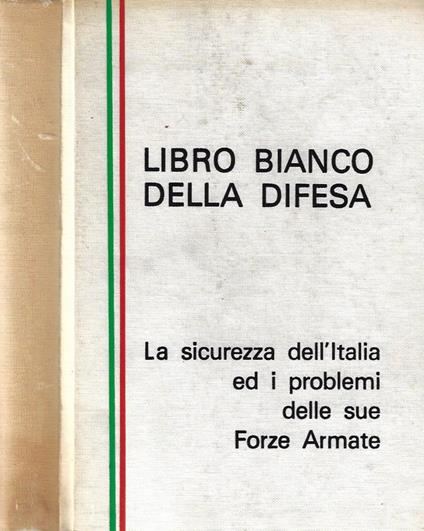 LIBRO BIANCO
DELLA DIFESA
La sicurezza dell'Italia
ed i problemi
delle sue
Forze Armate